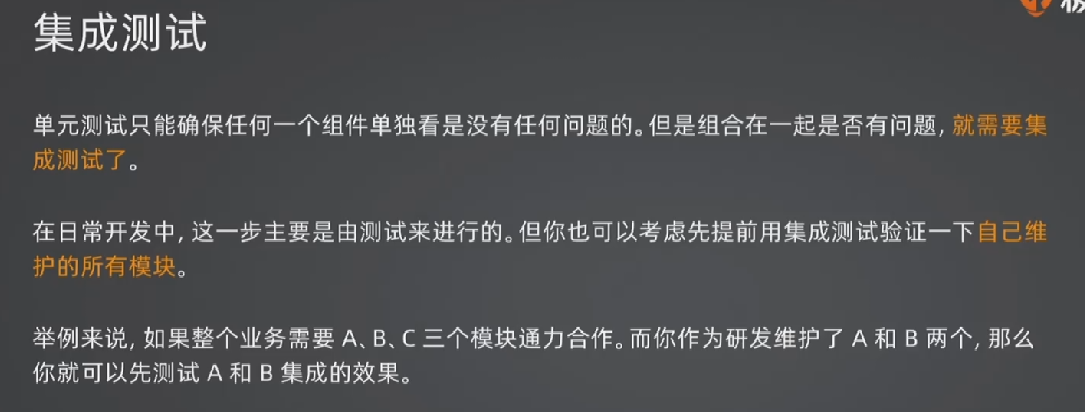 集成测试
单元测试只能确保任何一个组件单独看是没有任何问题的。但是组合在一起是否有问题，就需要集
成测试了。
在日常开发中，这一步主要是由测试来进行的。但你也可以考虑先提前用集成测试验证一下自己维
护的所有模块。
举例来说，如果整个业务需要 A、B、C 三个模块通力合作。而你作为研发维护了 A 和 B 两个，那么
你就可以先测试 A 和 B 集成的效果。